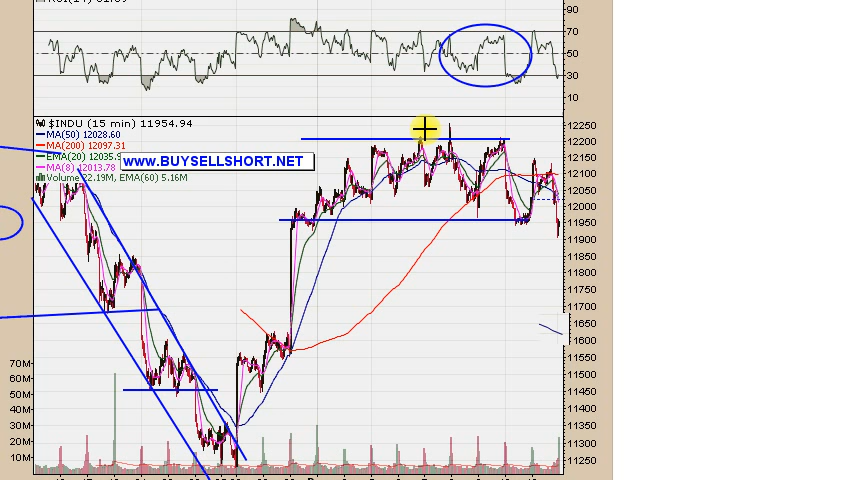 90
70
50
30
10
$INDU (15 min) 11954.94
MA(50) 12028.60
MA(200) 12097.31
EMA(20) 12035.9
MA(8) 12013.78
Volume 22.19M, EMA(60) 5.16M
www.BUYSELLSHORT.NET
12250
12200
12150
12100
12050
12000
11950
11900
11850
11800
11750
11700
11650
11600
11550
11500
11450
11400
11350
11300
11250
70M
60M
50M
40M
30M
20M
10M